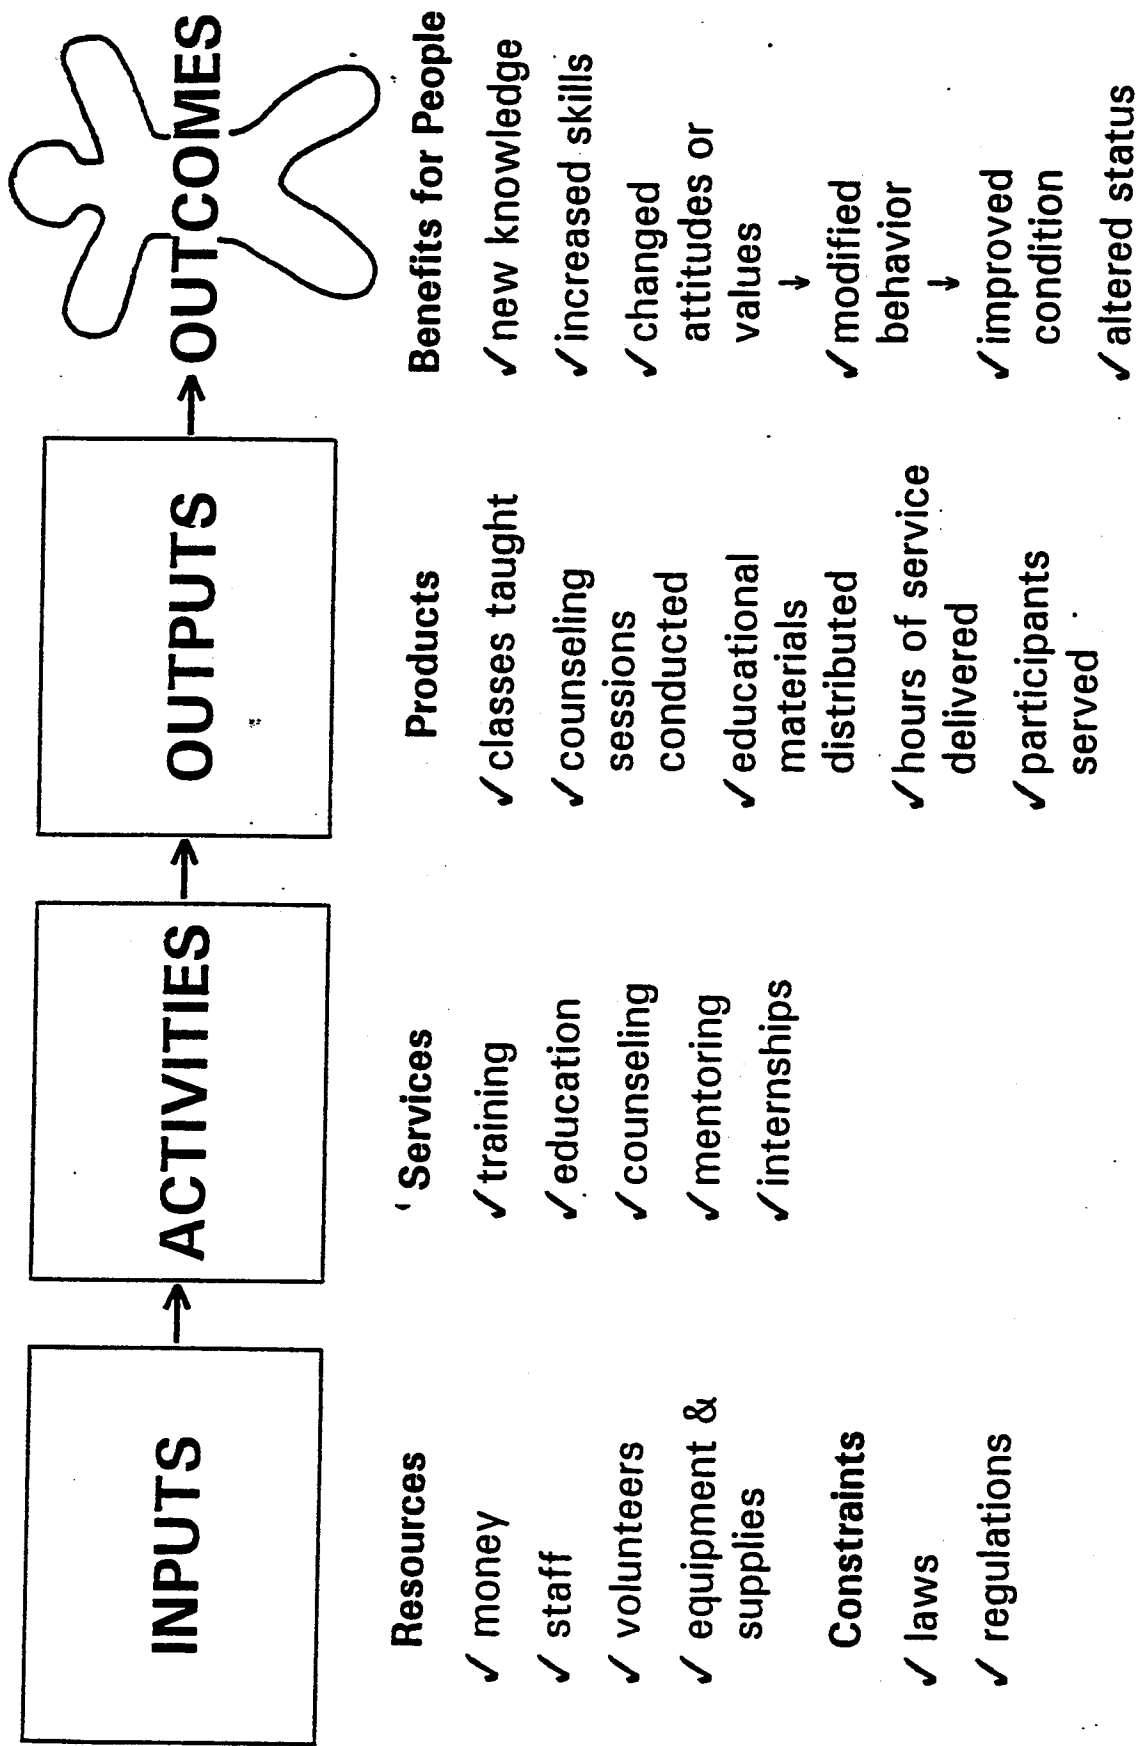 INPUTS
Resources
✓ money
✓ staff
✓ volunteers
✓ equipment &
supplies
Constraints
✓ laws
✓ regulations
ACTIVITIES
Services
✓ training
✓ education
✓ counseling
✓ mentoring
✓ internships
OUTPUTS
Products
✓ classes taught
✓ counseling
sessions
conducted
✓ educational
materials
distributed
✓ hours of service
delivered
✓ participants
served
OUTCOMES
Benefits for People
✓ new knowledge
✓ increased skills
✓ changed
attitudes or
values
↓
✓ modified
behavior
↓
✓ improved
condition
✓ altered status